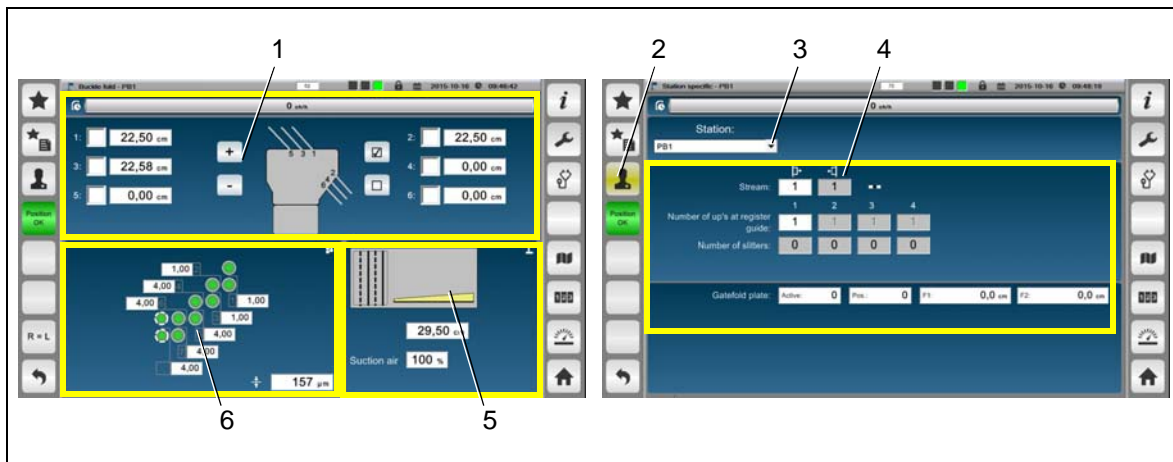 1
2
3
4
Buckle fold - PB1
2015-10-16
09:46:42
0
1:
22,50 cm
2:
22,50 cm
3:
22,58 cm
4:
0,00 cm
5:
0,00 cm
6:
0,00 cm
+
-
5 3 1
2
4
6
Position
OK
R = L
1,00
4,00
4,00
1,00
1,00
4,00
4,00
4,00
157 µm
29,50 cm
Suction air 100 %
i
Station specific - PB1
2015-10-16
09:48:18
0
Station:
PB1
Stream: 1 1
1 2 3 4
Number of up's at register
guide:
1 1 1 1
Number of slitters: 0 0 0 0
Gatefold plate: Active: 0 Pos.: 0 F1: 0,0 cm F2: 0,0 cm
Position
OK
i
6
5